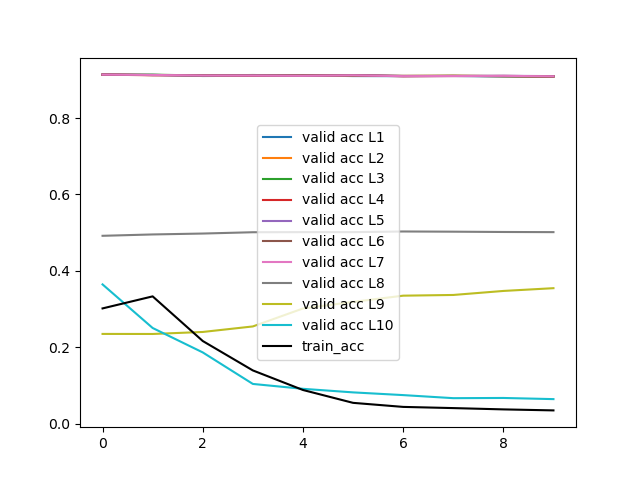 0.8
0.6
0.4
0.2
0.0
0
2
4
6
8
valid acc L1
valid acc L2
valid acc L3
valid acc L4
valid acc L5
valid acc L6
valid acc L7
valid acc L8
valid acc L9
valid acc L10
train_acc